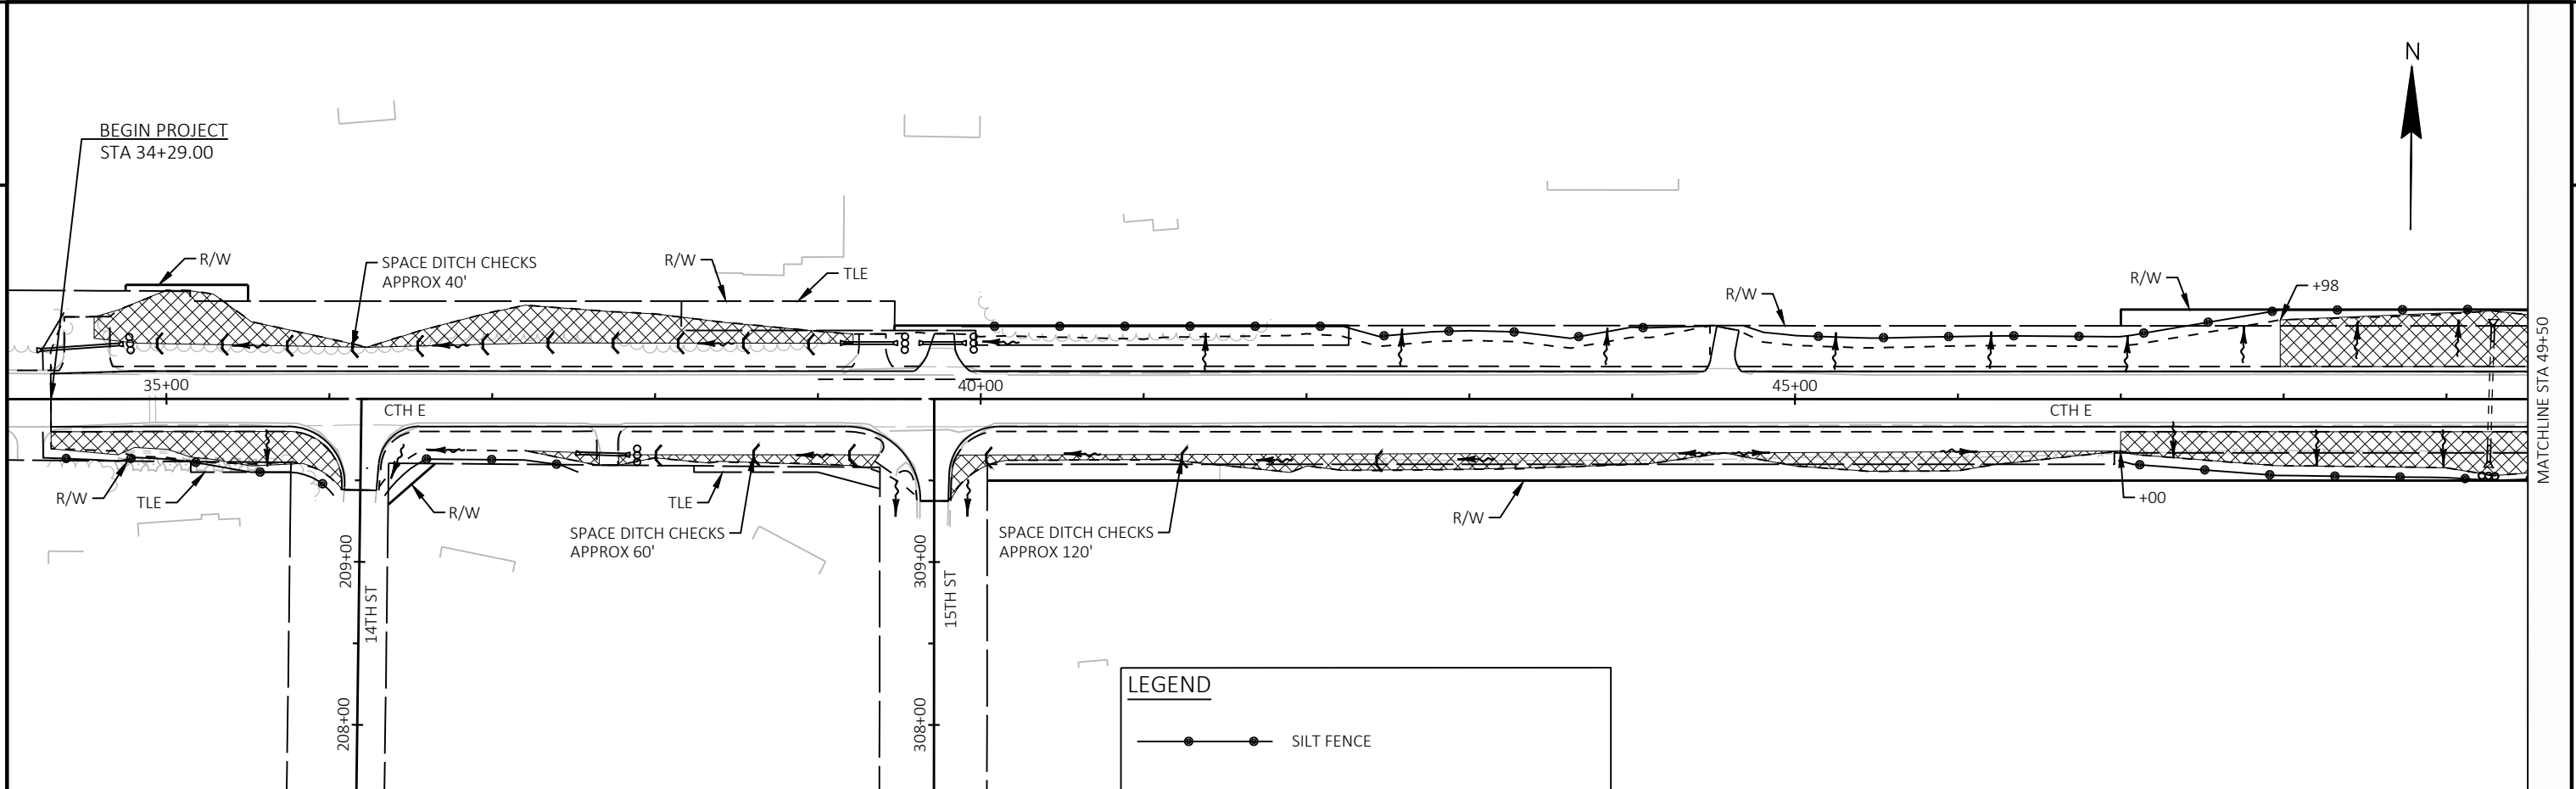 N
BEGIN PROJECT
STA 34+29.00
R/W
SPACE DITCH CHECKS
APPROX 40'
R/W
TLE
R/W
R/W
+98
MATCHLINE STA 49+50
35+00
40+00
45+00
CTH E
CTH E
R/W
TLE
R/W
TLE
SPACE DITCH CHECKS
APPROX 60'
SPACE DITCH CHECKS
APPROX 120'
R/W
+00
209+00
14TH ST
208+00
309+00
15TH ST
308+00
LEGEND
SILT FENCE